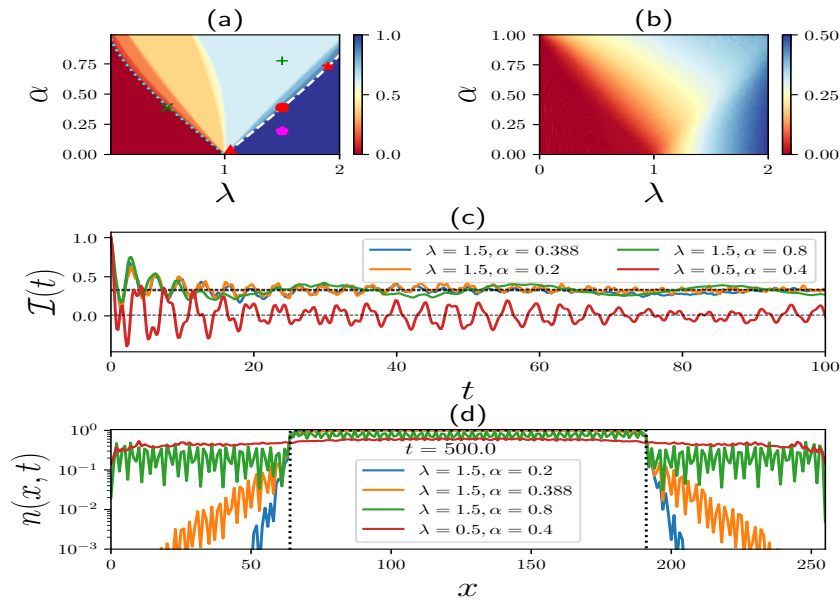 (a)
(b)
α
0.75
0.50
0.25
0.00
1
2
λ
1.0
0.5
0.0
α
1.00
0.75
0.50
0.25
0.00
0
1
2
λ
0.50
0.25
0.00
(c)
I(t)
1.0
0.5
0.0
λ = 1.5, α = 0.388
λ = 1.5, α = 0.2
λ = 1.5, α = 0.8
λ = 0.5, α = 0.4
0
20
40
60
80
100
t
(d)
n(x, t)
10⁰
10⁻¹
10⁻²
10⁻³
t = 500.0
λ = 1.5, α = 0.2
λ = 1.5, α = 0.388
λ = 1.5, α = 0.8
λ = 0.5, α = 0.4
0
50
100
150
200
250
x